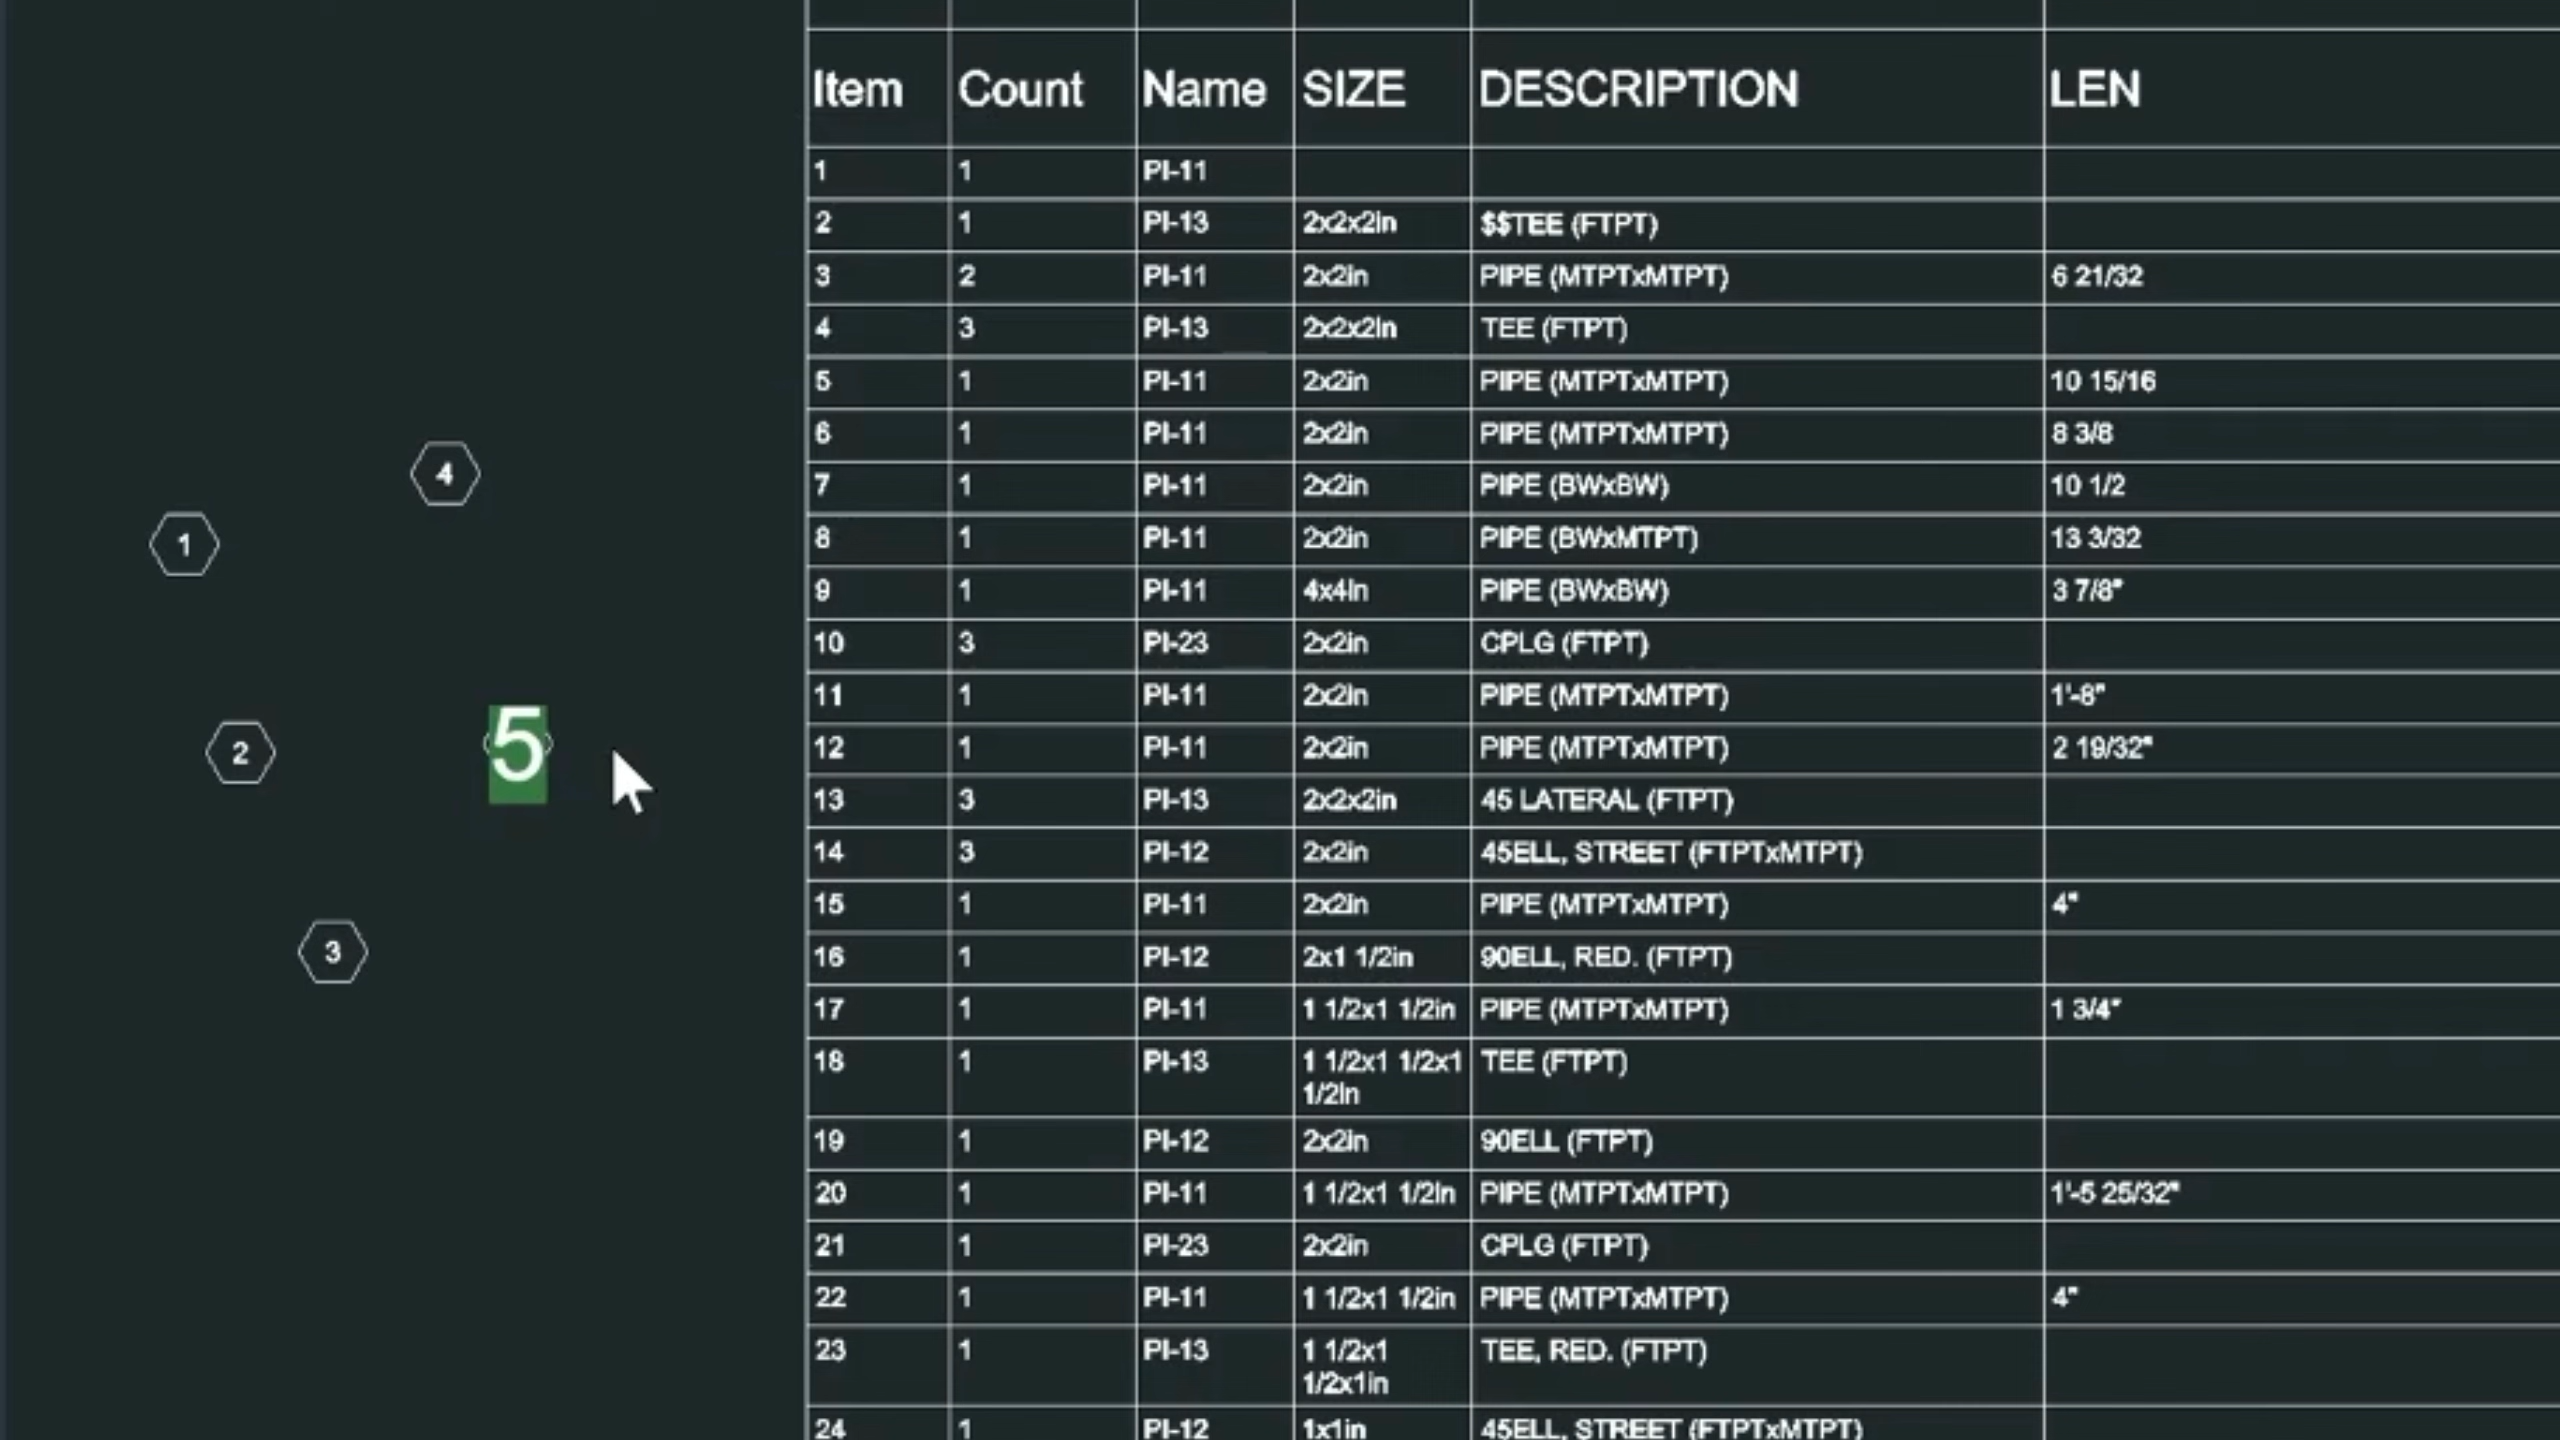 Item Count Name SIZE DESCRIPTION LEN
1 1 PI-11
2 1 PI-13 2x2x2in $$TEE (FTPT)
3 2 PI-11 2x2in PIPE (MTPTxMTPT) 6 21/32
4 3 PI-13 2x2x2in TEE (FTPT)
5 1 PI-11 2x2in PIPE (MTPTxMTPT) 10 15/16
6 1 PI-11 2x2in PIPE (MTPTxMTPT) 8 3/8
7 1 PI-11 2x2in PIPE (BWxBW) 10 1/2
8 1 PI-11 2x2in PIPE (BWxMTPT) 13 3/32
9 1 PI-11 4x4in PIPE (BWxBW) 3 7/8"
10 3 PI-23 2x2in CPLG (FTPT)
11 1 PI-11 2x2in PIPE (MTPTxMTPT) 1'-8"
12 1 PI-11 2x2in PIPE (MTPTxMTPT) 2 19/32"
13 3 PI-13 2x2x2in 45 LATERAL (FTPT)
14 3 PI-12 2x2in 45ELL, STREET (FTPTxMTPT)
15 1 PI-11 2x2in PIPE (MTPTxMTPT) 4"
16 1 PI-12 2x1 1/2in 90ELL, RED. (FTPT)
17 1 PI-11 1 1/2x1 1/2in PIPE (MTPTxMTPT) 1 3/4"
18 1 PI-13 1 1/2x1 1/2x1 TEE (FTPT)
1/2in
19 1 PI-12 2x2in 90ELL (FTPT)
20 1 PI-11 1 1/2x1 1/2in PIPE (MTPTxMTPT) 1'-5 25/32"
21 1 PI-23 2x2in CPLG (FTPT)
22 1 PI-11 1 1/2x1 1/2in PIPE (MTPTxMTPT) 4"
23 1 PI-13 1 1/2x1 TEE, RED. (FTPT)
1/2x1in
24 1 PI-12 1x1in 45ELL, STREET (FTPTxMTPT)
4
1
2
5
3